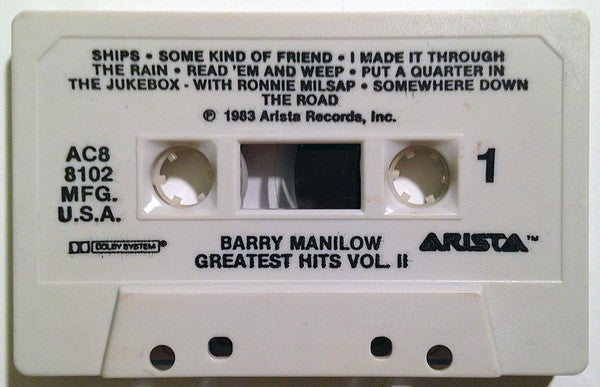 SHIPS • SOME KIND OF FRIEND • I MADE IT THROUGH
THE RAIN • READ 'EM AND WEEP • PUT A QUARTER IN
THE JUKEBOX - WITH RONNIE MILSAP • SOMEWHERE DOWN
THE ROAD
℗ 1983 Arista Records, Inc.
AC8
8102
MFG.
U.S.A.
1
DOLBY SYSTEM®
BARRY MANILOW
GREATEST HITS VOL. II
ARISTA™